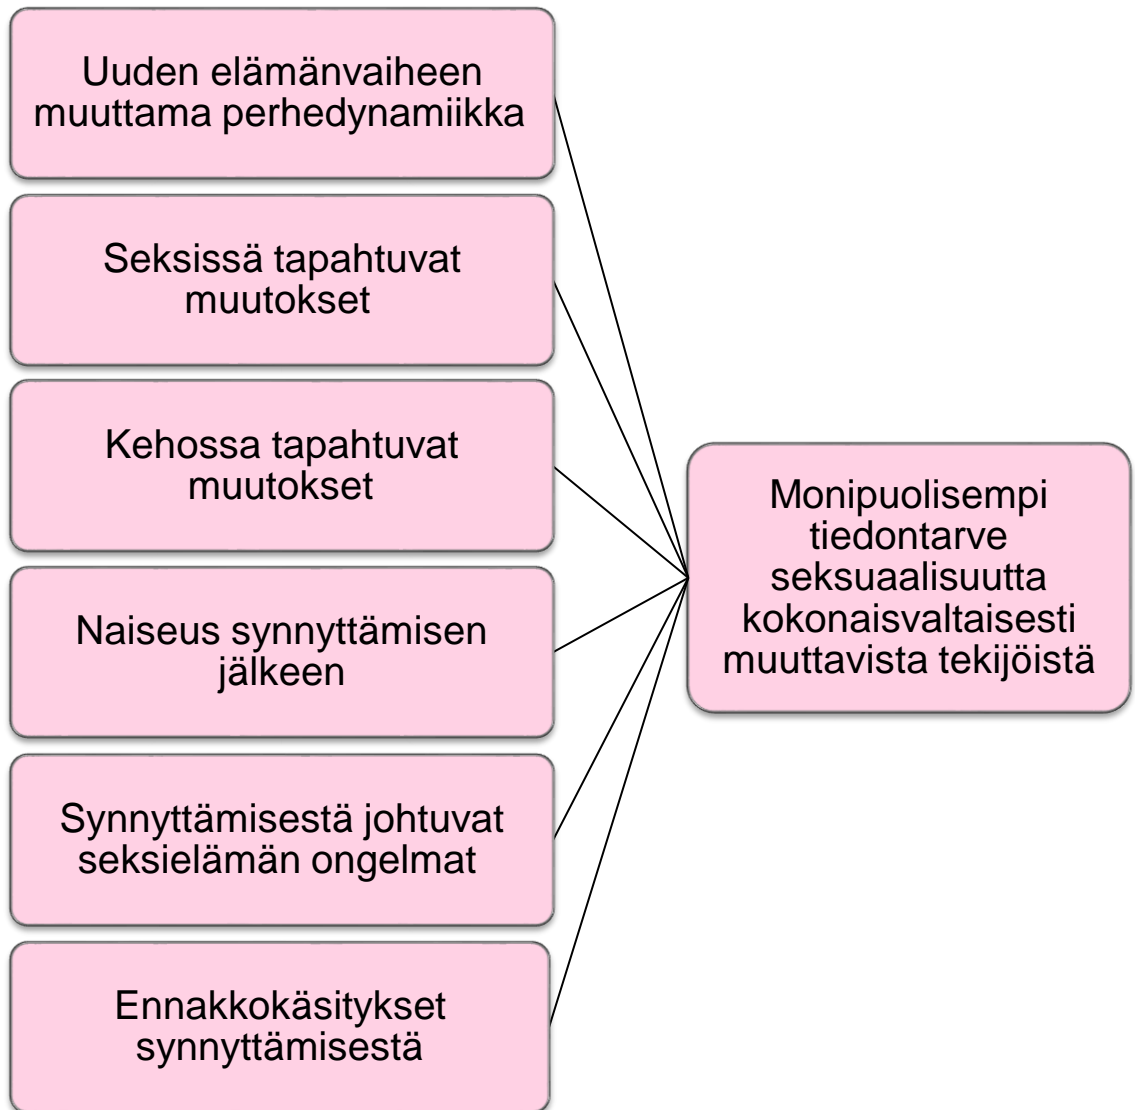 Uuden elämänvaiheen
muuttama perhedynamiikka
Seksissä tapahtuvat
muutokset
Kehossa tapahtuvat
muutokset
Naiseus synnyttämisen
jälkeen
Synnyttämisestä johtuvat
seksielämän ongelmat
Ennakkokäsitykset
synnyttämisestä
Monipuolisempi
tiedontarve
seksuaalisuutta
kokonaisvaltaisesti
muuttavista tekijöistä